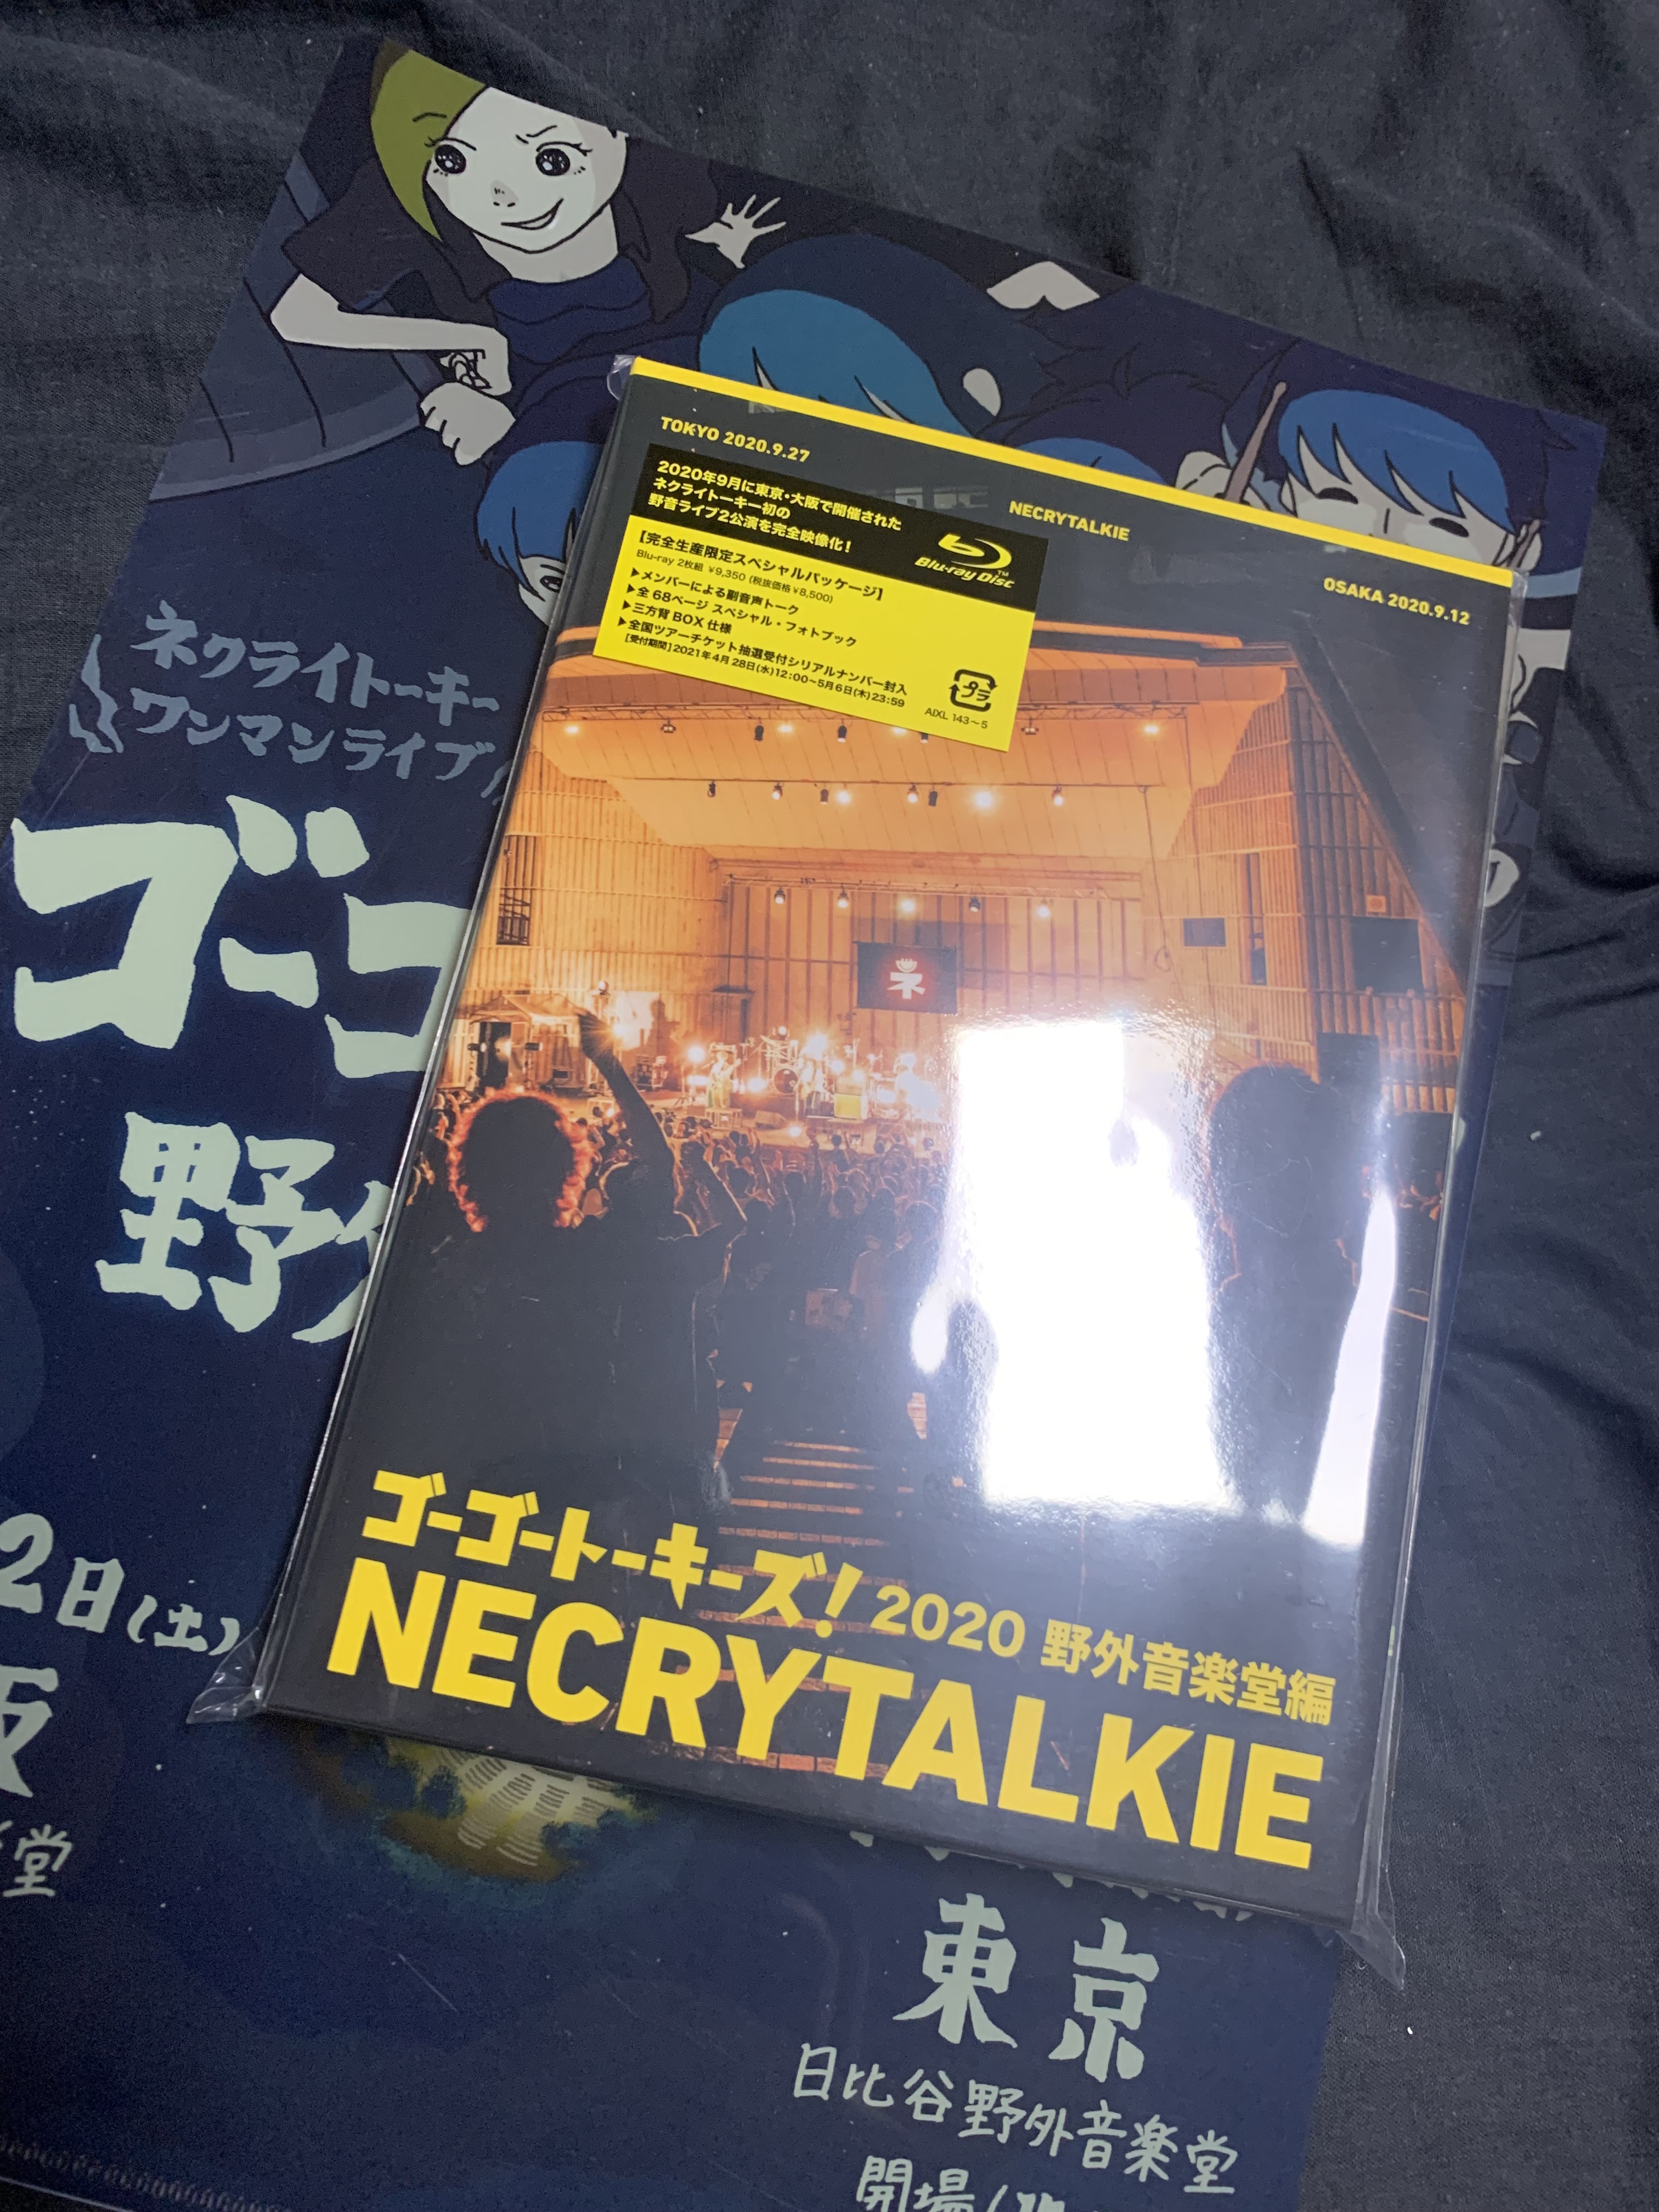 TOKYO 2020.9.27
NECRYTALKIE
OSAKA 2020.9.12
2020年9月に東京・大阪で開催された
ネクライトーキー初の
野音ライブ2公演を完全映像化！
Blu-ray Disc™
【完全生産限定スペシャルパッケージ】
Blu-ray 2枚組 ¥9,350 (税抜価格¥8,500)
▶メンバーによる副音声トーク
▶全68ページ スペシャル・フォトブック
▶三方背BOX仕様
▶全国ツアーチケット抽選受付シリアルナンバー封入
[受付期間]2021年4月28日(水)12:00～5月6日(木)23:59
プラ
AIXL 143～5
ネ
ゴーゴートーキーズ! 2020 野外音楽堂編
NECRYTALKIE
ネクライトーキー
ワンマンライブ
ゴー
野
2日(土)
阪
堂
東京
日比谷野外音楽堂
開場/